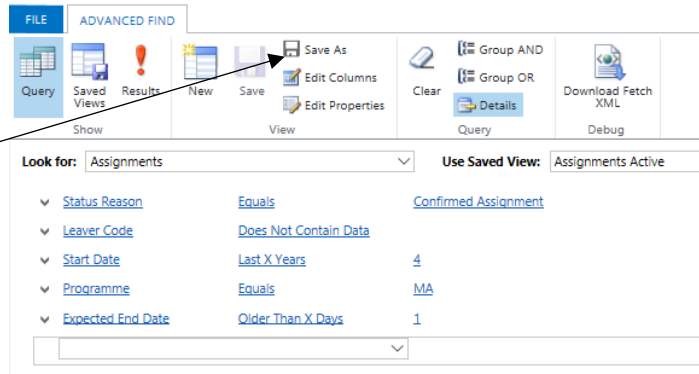 FILE ADVANCED FIND
Save As
Edit Columns
Edit Properties
Group AND
Group OR
Details
Query Saved Views Results New Save Clear Download Fetch XML
Show View Query Debug
Look for: Assignments Use Saved View: Assignments Active
Status Reason Equals Confirmed Assignment
Leaver Code Does Not Contain Data
Start Date Last X Years 4
Programme Equals MA
Expected End Date Older Than X Days 1